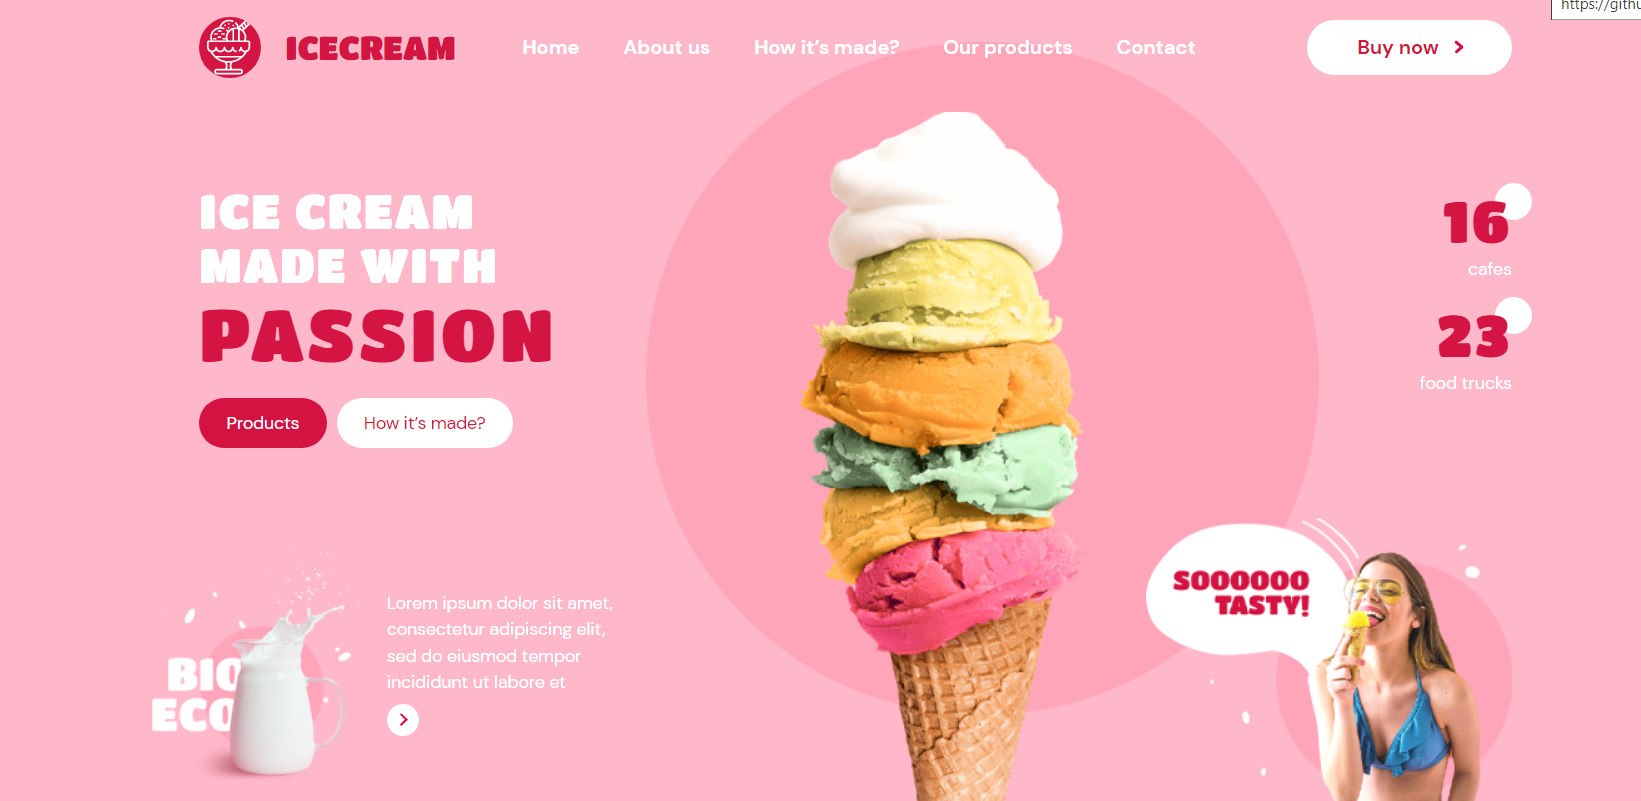 https://githu
ICECREAM
Home
About us
How it’s made?
Our products
Contact
Buy now
ICE CREAM
MADE WITH
PASSION
Products
How it’s made?
16
cafes
23
food trucks
BIO
ECO
Lorem ipsum dolor sit amet,
consectetur adipiscing elit,
sed do eiusmod tempor
incididunt ut labore et
SOOOOOO
TASTY!